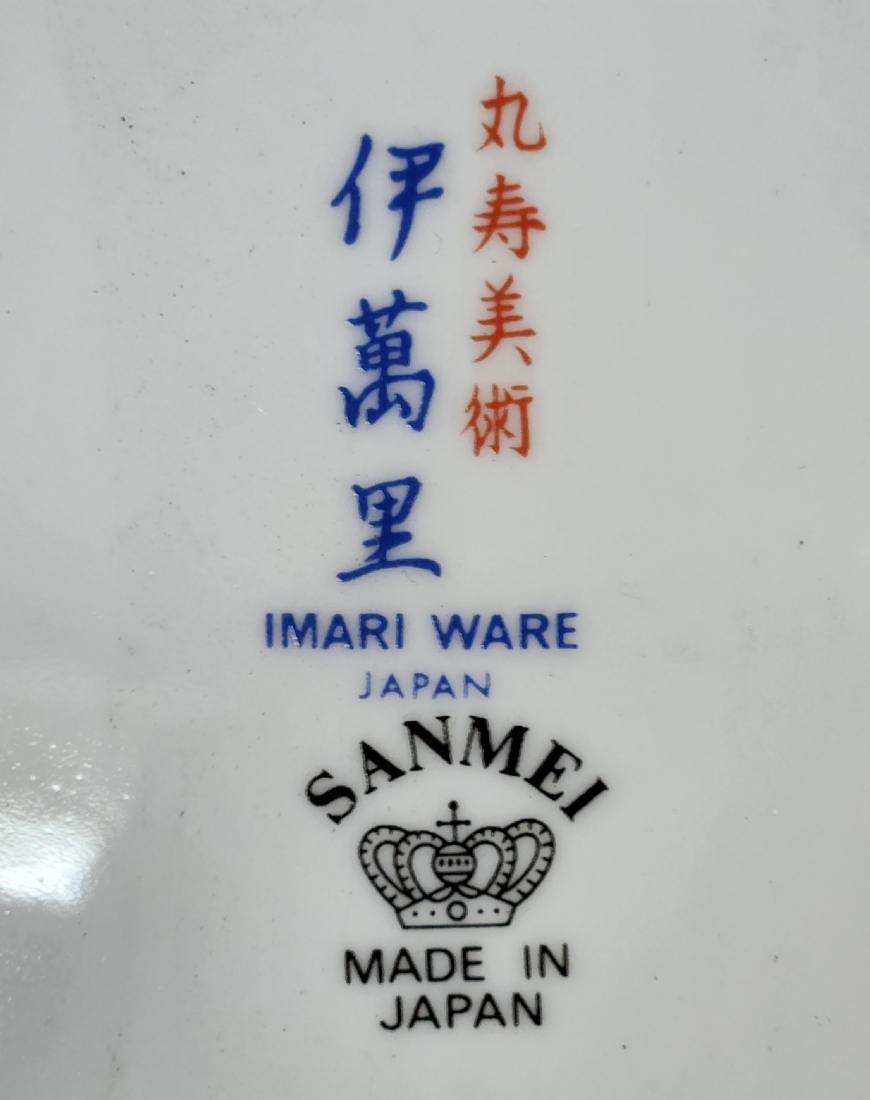 丸寿美術
伊萬里
IMARI WARE
JAPAN
SANMEI
MADE IN
JAPAN